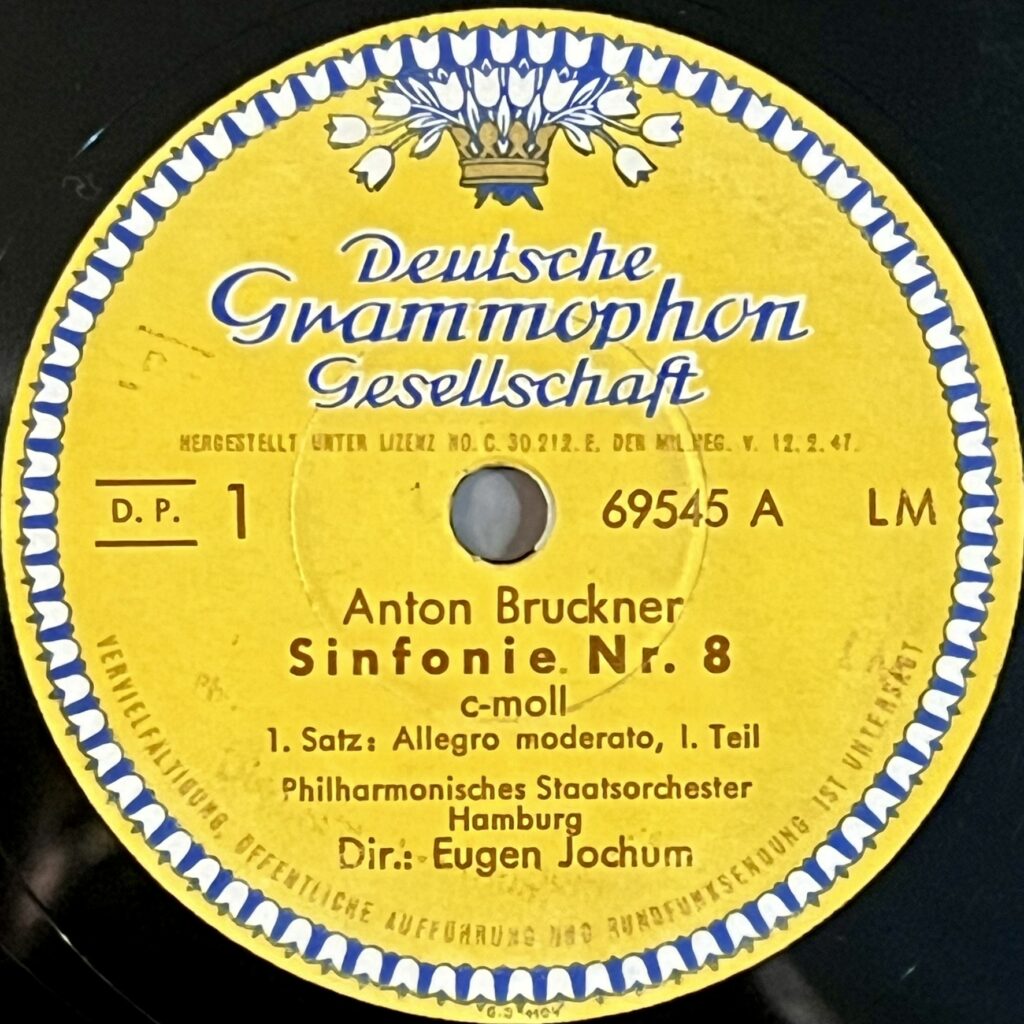 Deutsche
Grammophon
Gesellschaft
HERGESTELLT UNTER LIZENZ NO. C. 30 212. E. DER MIL. REG. v. 12. 2. 47.
D. P. 1 69545 A LM
Anton Bruckner
Sinfonie Nr. 8
c-moll
1. Satz: Allegro moderato, I. Teil
Philharmonisches Staatsorchester
Hamburg
Dir.: Eugen Jochum
VERVIELFÄLTIGUNG, ÖFFENTLICHE AUFFÜHRUNG UND RUNDFUNKSENDUNG IST UNTERSAGT